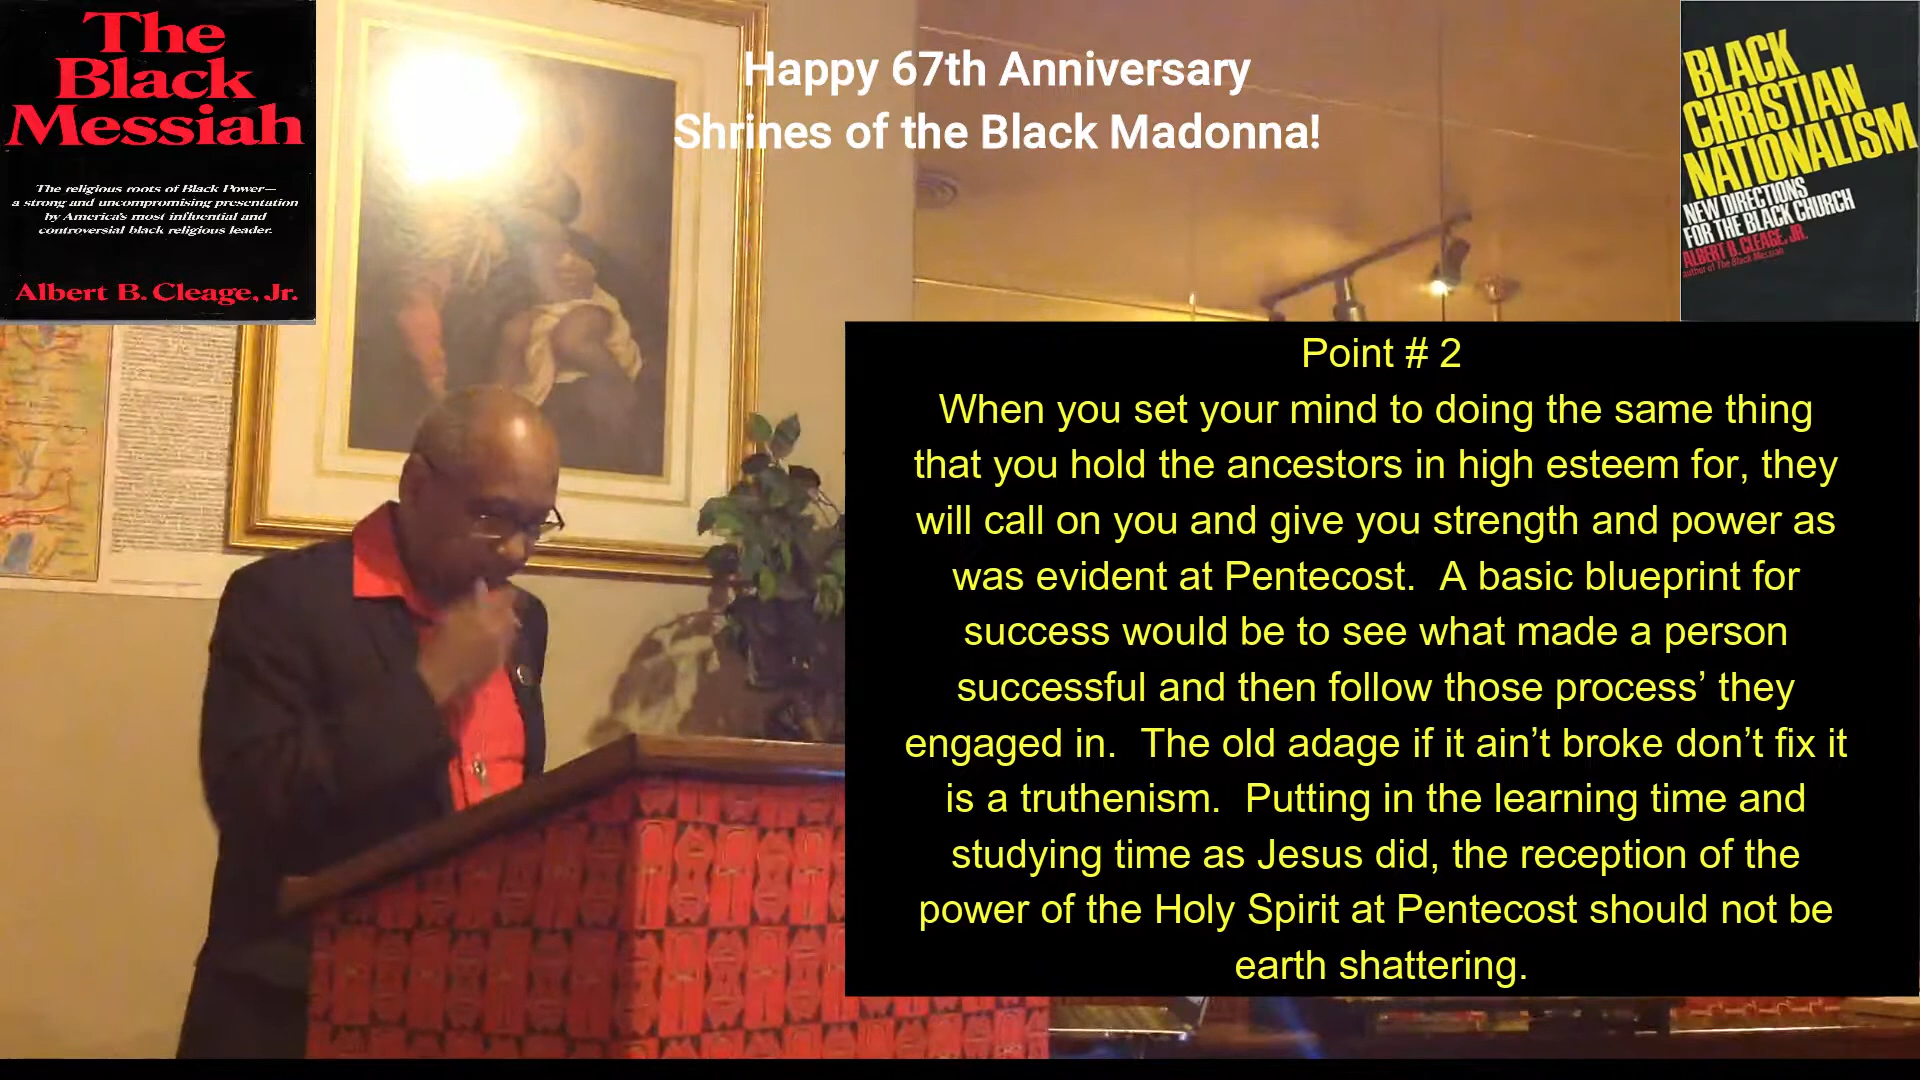 The
Black
Messiah
The religious roots of Black Power—
a strong and uncompromising presentation
by America's most influential and
controversial black religious leader.
Albert B. Cleage, Jr.
Happy 67th Anniversary
Shrines of the Black Madonna!
BLACK
CHRISTIAN
NATIONALISM
NEW DIRECTIONS
FOR THE BLACK CHURCH
ALBERT B. CLEAGE, JR.
author of The Black Messiah
Point # 2
When you set your mind to doing the same thing
that you hold the ancestors in high esteem for, they
will call on you and give you strength and power as
was evident at Pentecost.  A basic blueprint for
success would be to see what made a person
successful and then follow those process’ they
engaged in.  The old adage if it ain’t broke don’t fix it
is a truthenism.  Putting in the learning time and
studying time as Jesus did, the reception of the
power of the Holy Spirit at Pentecost should not be
earth shattering.